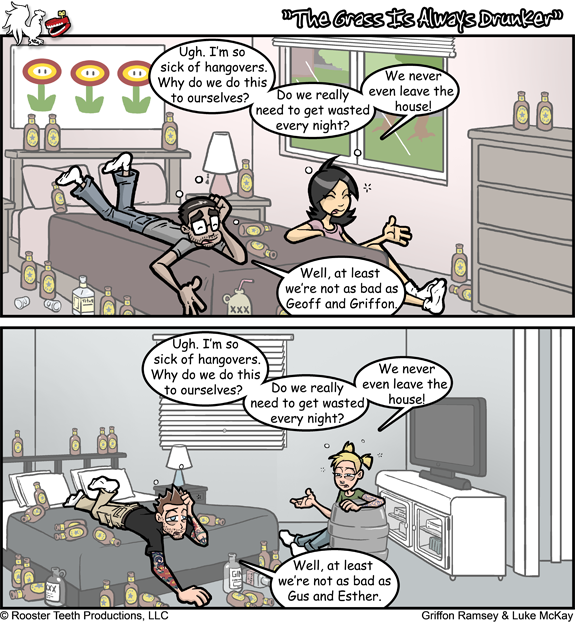 "The Grass Is Always Drunker"
Ugh. I'm so
sick of hangovers.
Why do we do this
to ourselves?
Do we really
need to get wasted
every night?
We never
even leave the
house!
XXX
Well, at least
we're not as bad as
Geoff and Griffon.
Ugh. I'm so
sick of hangovers.
Why do we do this
to ourselves?
Do we really
need to get wasted
every night?
We never
even leave the
house!
XX
GIN
Well, at least
we're not as bad as
Gus and Esther.
© Rooster Teeth Productions, LLC
Griffon Ramsey & Luke McKay